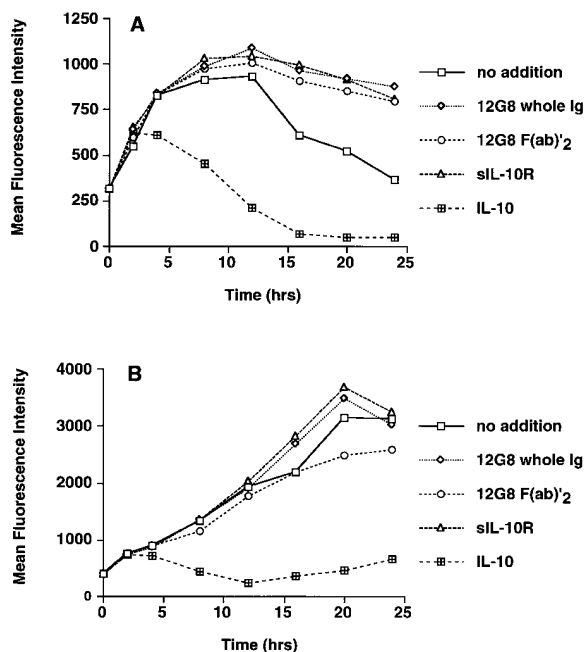 A
Mean Fluorescence Intensity
1250
1000
750
500
250
0
0 5 10 15 20 25
Time (hrs)
no addition
12G8 whole Ig
12G8 F(ab)'2
sIL-10R
IL-10
B
Mean Fluorescence Intensity
4000
3000
2000
1000
0
0 5 10 15 20 25
Time (hrs)
no addition
12G8 whole Ig
12G8 F(ab)'2
sIL-10R
IL-10